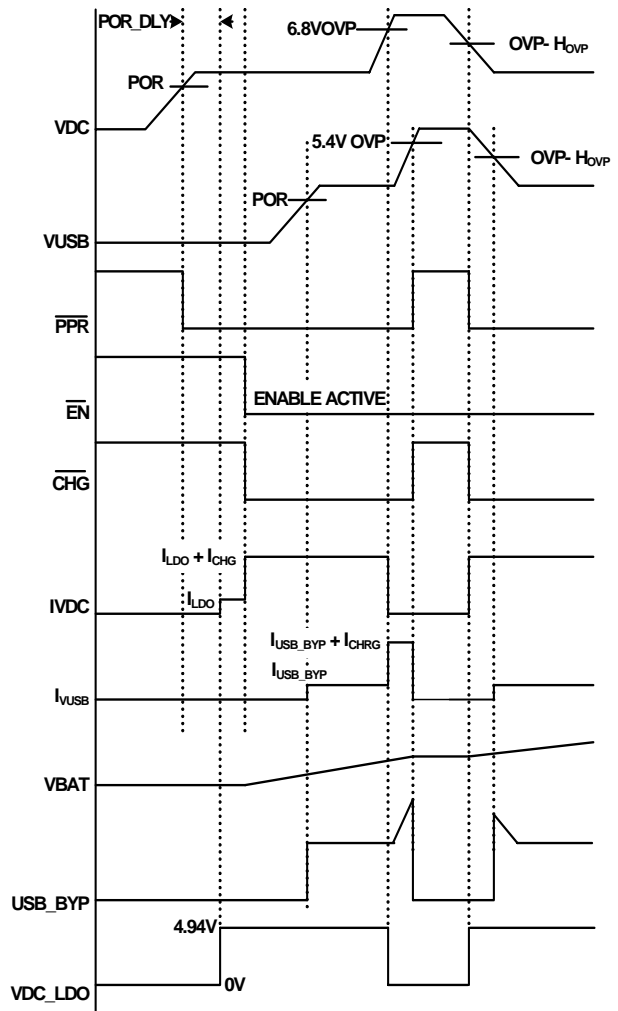 POR_DLY
6.8VOVP
OVP- HOVP
POR
VDC
5.4V OVP
OVP- HOVP
POR
VUSB
PPR
ENABLE ACTIVE
EN
CHG
ILDO + ICHG
ILDO
IVDC
IUSB_BYP + ICHRG
IUSB_BYP
IVUSB
VBAT
USB_BYP
4.94V
0V
VDC_LDO